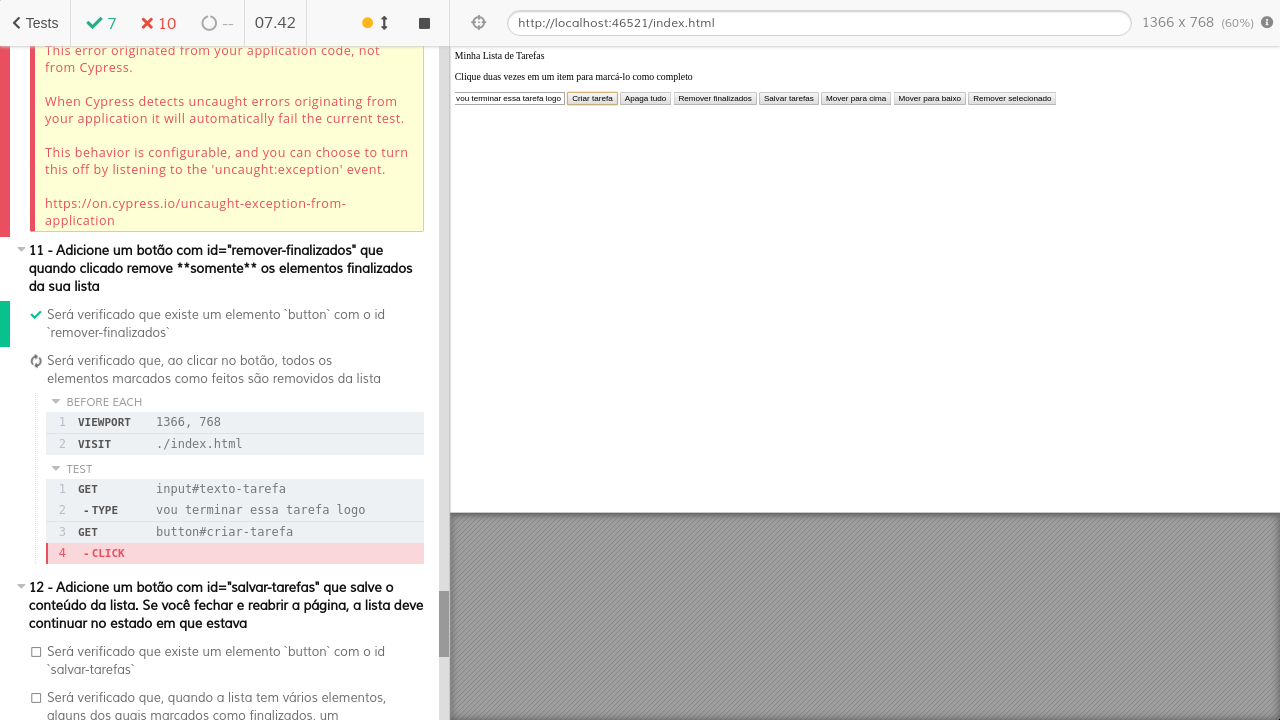 Tests
7
10
--
07.42
http://localhost:46521/index.html
1366 x 768 (60%)
This error originated from your application code, not
from Cypress.
When Cypress detects uncaught errors originating from
your application it will automatically fail the current test.
This behavior is configurable, and you can choose to turn
this off by listening to the 'uncaught:exception' event.
https://on.cypress.io/uncaught-exception-from-
application
11 - Adicione um botão com id="remover-finalizados" que
quando clicado remove **somente** os elementos finalizados
da sua lista
Será verificado que existe um elemento `button` com o id
`remover-finalizados`
Será verificado que, ao clicar no botão, todos os
elementos marcados como feitos são removidos da lista
BEFORE EACH
1 VIEWPORT 1366, 768
2 VISIT ./index.html
TEST
1 GET input#texto-tarefa
2 -TYPE vou terminar essa tarefa logo
3 GET button#criar-tarefa
4 -CLICK
12 - Adicione um botão com id="salvar-tarefas" que salve o
conteúdo da lista. Se você fechar e reabrir a página, a lista deve
continuar no estado em que estava
Será verificado que existe um elemento `button` com o id
`salvar-tarefas`
Será verificado que, quando a lista tem vários elementos,
alguns dos quais marcados como finalizados, um
Minha Lista de Tarefas
Clique duas vezes em um item para marcá-lo como completo
vou terminar essa tarefa logo Criar tarefa Apaga tudo Remover finalizados Salvar tarefas Mover para cima Mover para baixo Remover selecionado